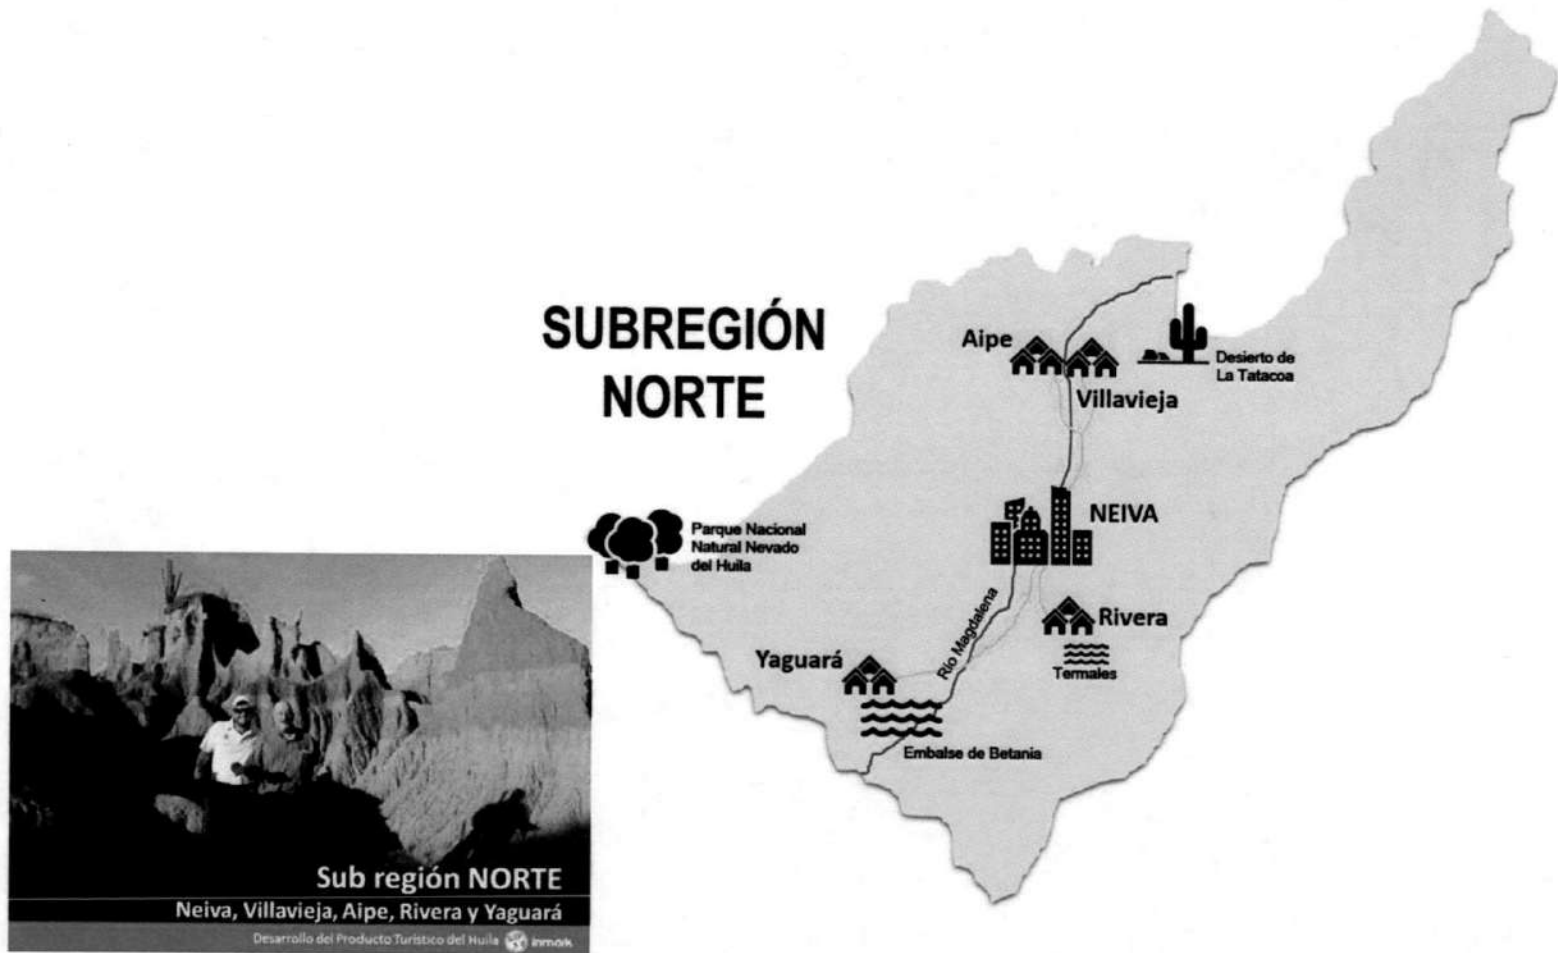 SUBREGIÓN
NORTE
Aipe
Villavieja
Desierto de
La Tatacoa
NEIVA
Parque Nacional
Natural Nevado
del Huila
Río Magdalena
Rivera
Termales
Yaguará
Embalse de Betania
Sub región NORTE
Neiva, Villavieja, Aipe, Rivera y Yaguará
Desarrollo del Producto Turístico del Huila inmark